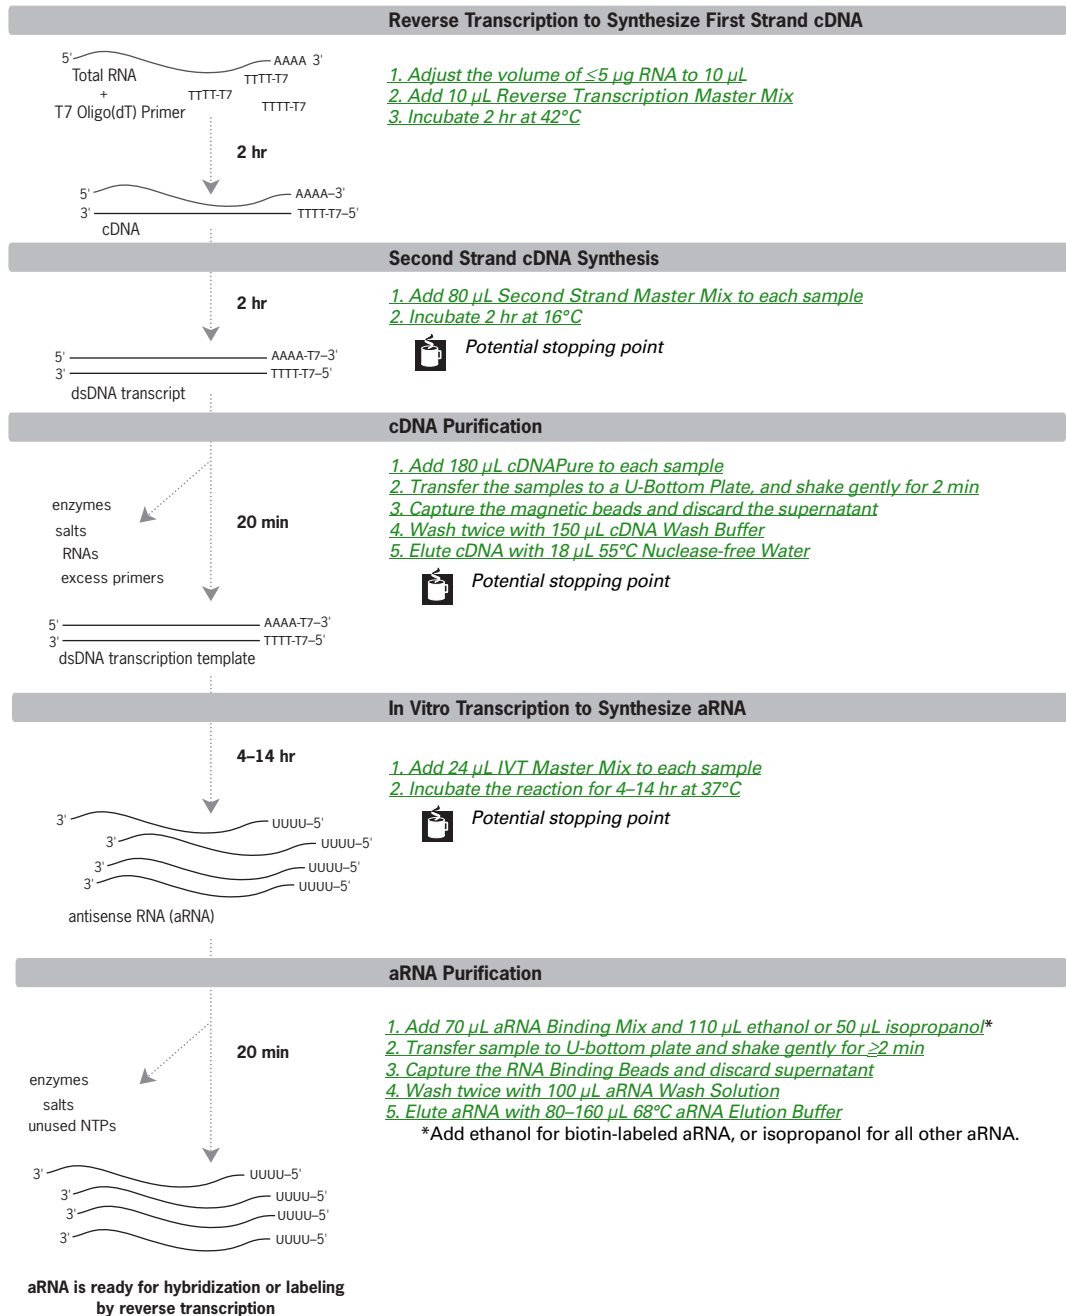 Reverse Transcription to Synthesize First Strand cDNA
5' AAAA 3'
Total RNA
+
T7 Oligo(dT) Primer
TTTT-T7
TTTT-T7
TTTT-T7
1. Adjust the volume of ≤5 µg RNA to 10 µL
2. Add 10 µL Reverse Transcription Master Mix
3. Incubate 2 hr at 42°C
2 hr
5' AAAA–3'
3' TTTT-T7–5'
cDNA
Second Strand cDNA Synthesis
2 hr
1. Add 80 µL Second Strand Master Mix to each sample
2. Incubate 2 hr at 16°C
Potential stopping point
5' AAAA-T7–3'
3' TTTT-T7–5'
dsDNA transcript
cDNA Purification
1. Add 180 µL cDNAPure to each sample
2. Transfer the samples to a U-Bottom Plate, and shake gently for 2 min
3. Capture the magnetic beads and discard the supernatant
4. Wash twice with 150 µL cDNA Wash Buffer
5. Elute cDNA with 18 µL 55°C Nuclease-free Water
Potential stopping point
enzymes
salts
RNAs
excess primers
20 min
5' AAAA-T7–3'
3' TTTT-T7–5'
dsDNA transcription template
In Vitro Transcription to Synthesize aRNA
4–14 hr
1. Add 24 µL IVT Master Mix to each sample
2. Incubate the reaction for 4–14 hr at 37°C
Potential stopping point
3' UUUU–5'
3' UUUU–5'
3' UUUU–5'
3' UUUU–5'
antisense RNA (aRNA)
aRNA Purification
1. Add 70 µL aRNA Binding Mix and 110 µL ethanol or 50 µL isopropanol*
2. Transfer sample to U-bottom plate and shake gently for ≥2 min
3. Capture the RNA Binding Beads and discard supernatant
4. Wash twice with 100 µL aRNA Wash Solution
5. Elute aRNA with 80–160 µL 68°C aRNA Elution Buffer
*Add ethanol for biotin-labeled aRNA, or isopropanol for all other aRNA.
20 min
enzymes
salts
unused NTPs
3' UUUU–5'
3' UUUU–5'
3' UUUU–5'
3' UUUU–5'
aRNA is ready for hybridization or labeling
by reverse transcription